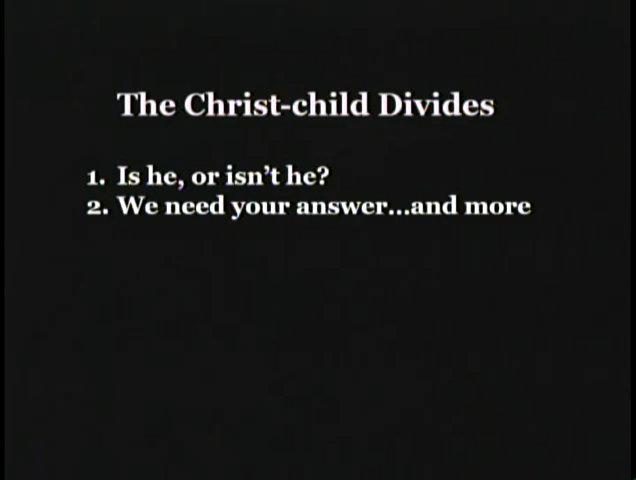 The Christ-child Divides
1. Is he, or isn't he?
2. We need your answer...and more